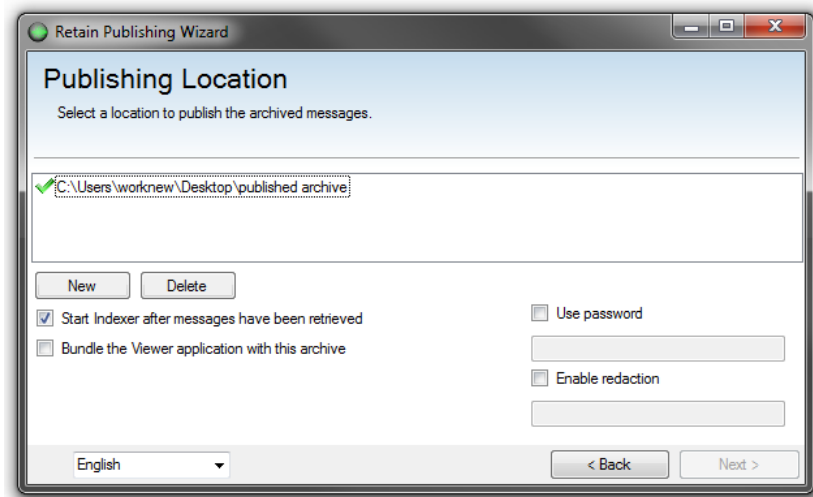 Retain Publishing Wizard
Publishing Location
Select a location to publish the archived messages.
C:\Users\worknew\Desktop\published archive
New Delete
Start Indexer after messages have been retrieved
Use password
Bundle the Viewer application with this archive
Enable redaction
English
< Back Next >